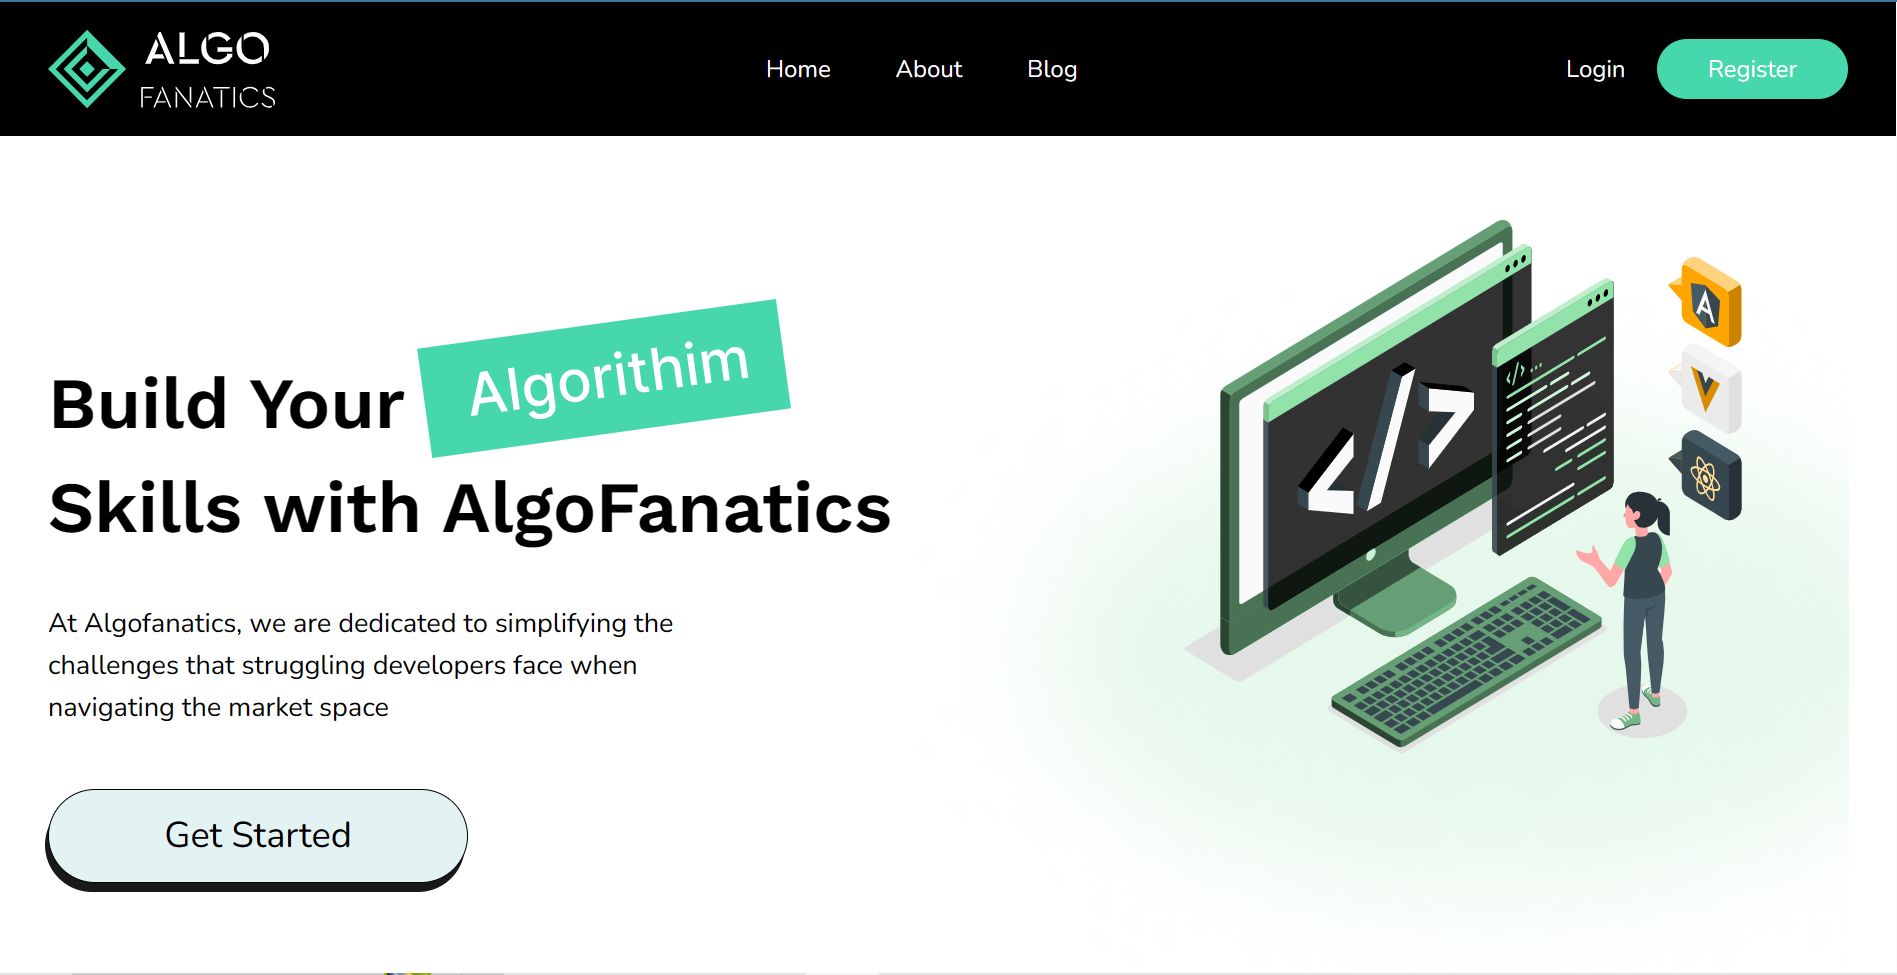 ALGO
FANATICS
Home About Blog
Login Register
Build Your Algorithim
Skills with AlgoFanatics
At Algofanatics, we are dedicated to simplifying the
challenges that struggling developers face when
navigating the market space
Get Started